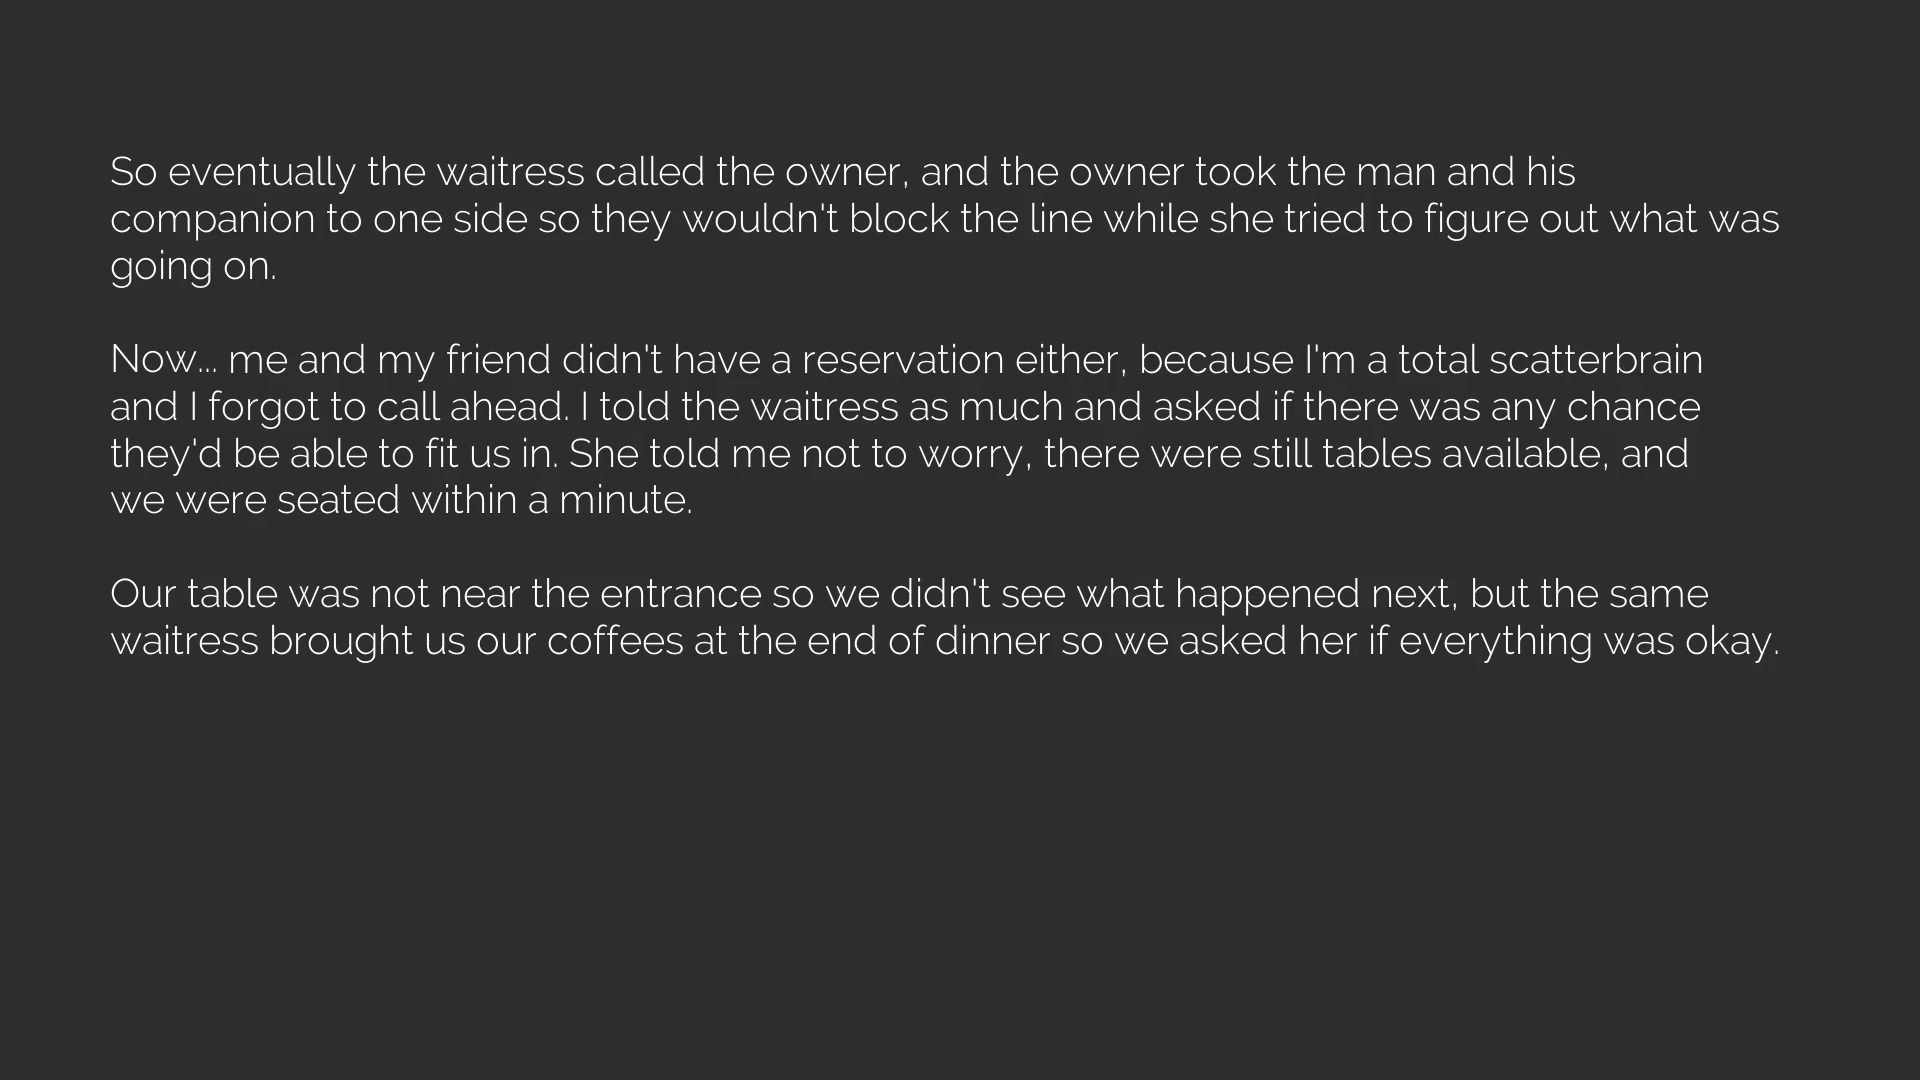 So eventually the waitress called the owner, and the owner took the man and his
companion to one side so they wouldn't block the line while she tried to figure out what was
going on.
Now... me and my friend didn't have a reservation either, because I'm a total scatterbrain
and I forgot to call ahead. I told the waitress as much and asked if there was any chance
they'd be able to fit us in. She told me not to worry, there were still tables available, and
we were seated within a minute.
Our table was not near the entrance so we didn't see what happened next, but the same
waitress brought us our coffees at the end of dinner so we asked her if everything was okay.